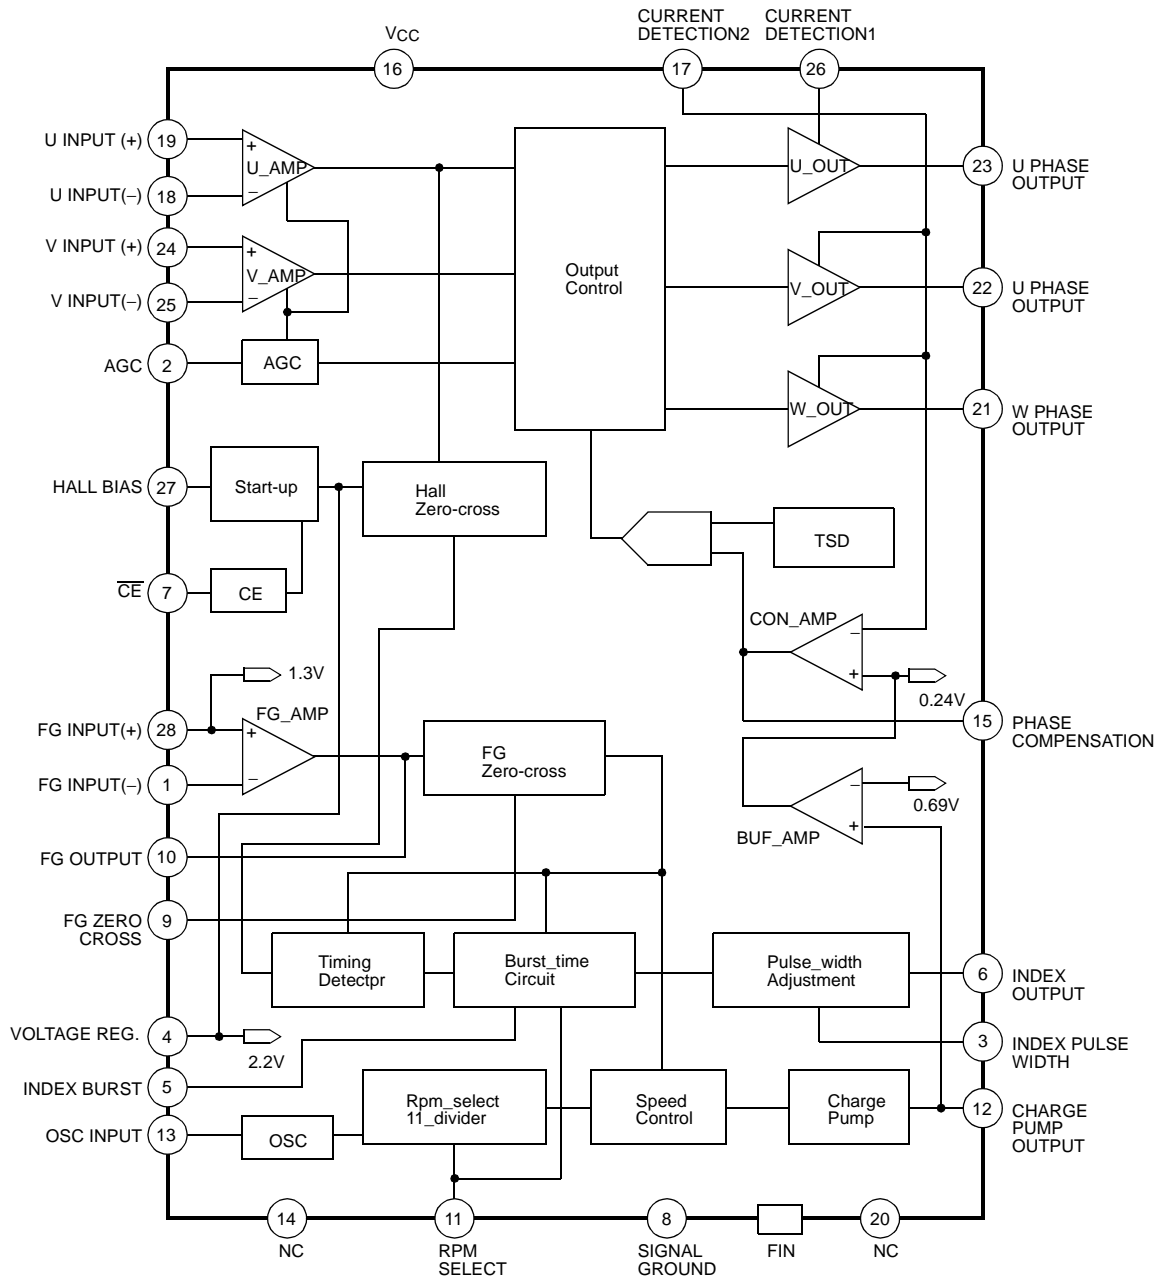 CURRENT
DETECTION2
CURRENT
DETECTION1
VCC
16
17
26
U INPUT (+)
19
+
U_AMP
−
U INPUT(−)
18
V INPUT (+)
24
+
V_AMP
−
V INPUT(−)
25
AGC
2
AGC
Output
Control
U_OUT
23
U PHASE
OUTPUT
V_OUT
22
U PHASE
OUTPUT
W_OUT
21
W PHASE
OUTPUT
HALL BIAS
27
Start-up
Hall
Zero-cross
TSD
CE
7
CE
CON_AMP
−
+
0.24V
1.3V
FG_AMP
FG INPUT(+)
28
+
−
FG INPUT(−)
1
FG
Zero-cross
15
PHASE
COMPENSATION
−
0.69V
+
BUF_AMP
FG OUTPUT
10
FG ZERO
CROSS
9
Timing
Detectpr
Burst_time
Circuit
Pulse_width
Adjustment
6
INDEX
OUTPUT
VOLTAGE REG.
4
2.2V
3
INDEX PULSE
WIDTH
INDEX BURST
5
Rpm_select
11_divider
Speed
Control
Charge
Pump
12
CHARGE
PUMP
OUTPUT
OSC INPUT
13
OSC
14
NC
11
RPM
SELECT
8
SIGNAL
GROUND
FIN
20
NC